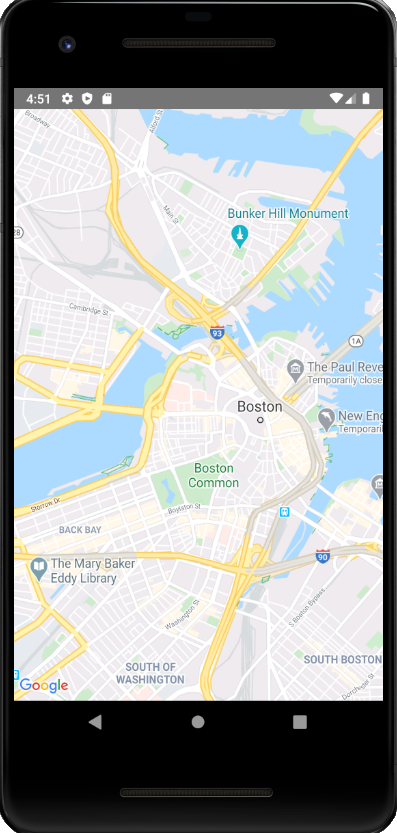 4:51
Broadway
Alford St
Main St
Bunker Hill Monument
28
Cambridge St
93
1A
The Paul Reve
Temporarily close
Boston
New Eng
Temporari
Boston
Common
Storrow Dr
Boylston St
BACK BAY
90
The Mary Baker
Eddy Library
S Boston Bypass
Washington St
SOUTH OF
WASHINGTON
SOUTH BOSTON
Dorchester St
Google